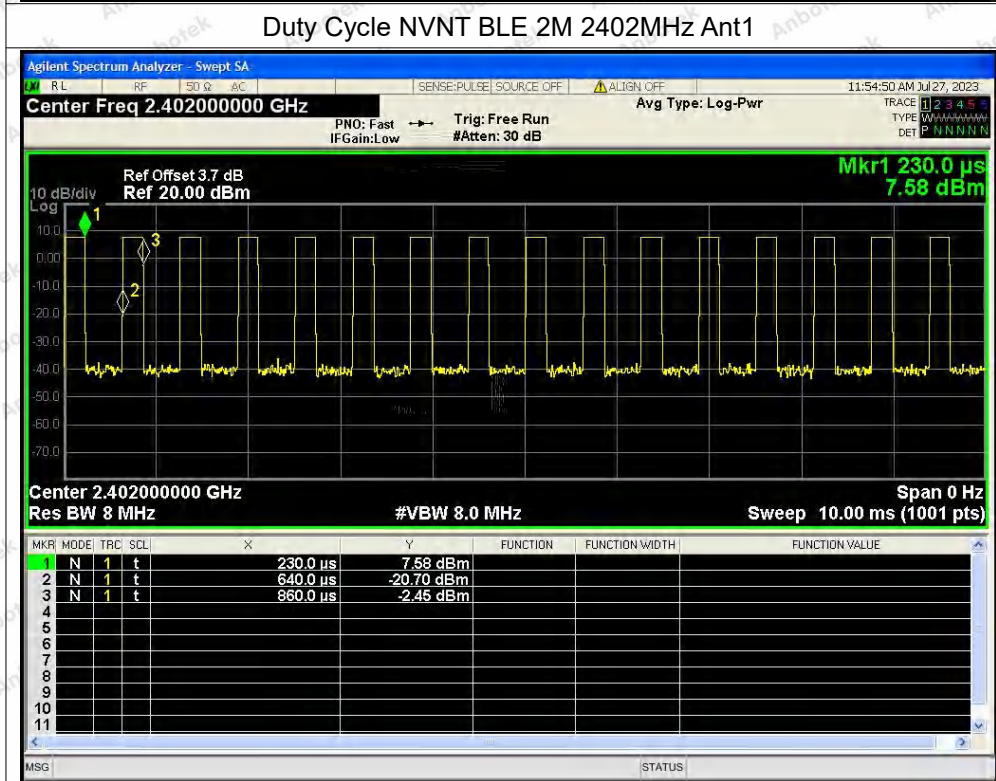 Duty Cycle NVNT BLE 2M 2402MHz Ant1
Agilent Spectrum Analyzer - Swept SA
LXI RL RF 50 Ω AC SENSE:PULSE SOURCE OFF ALIGN OFF 11:54:50 AM Jul 27, 2023
Center Freq 2.402000000 GHz Avg Type: Log-Pwr TRACE 1 2 3 4 5 6
PNO: Fast Trig: Free Run TYPE WWWWWW
IFGain:Low #Atten: 30 dB DET P N N N N N
Mkr1 230.0 µs
Ref Offset 3.7 dB
10 dB/div Ref 20.00 dBm 7.58 dBm
Log
1
10.0
3
0.00
-10.0
2
-20.0
-30.0
-40.0
-50.0
-60.0
-70.0
Center 2.402000000 GHz Span 0 Hz
Res BW 8 MHz #VBW 8.0 MHz Sweep 10.00 ms (1001 pts)
MKR MODE TRC SCL X Y FUNCTION FUNCTION WIDTH FUNCTION VALUE
1 N 1 t 230.0 µs 7.58 dBm
2 N 1 t 640.0 µs -20.70 dBm
3 N 1 t 860.0 µs -2.45 dBm
4
5
6
7
8
9
10
11
MSG STATUS